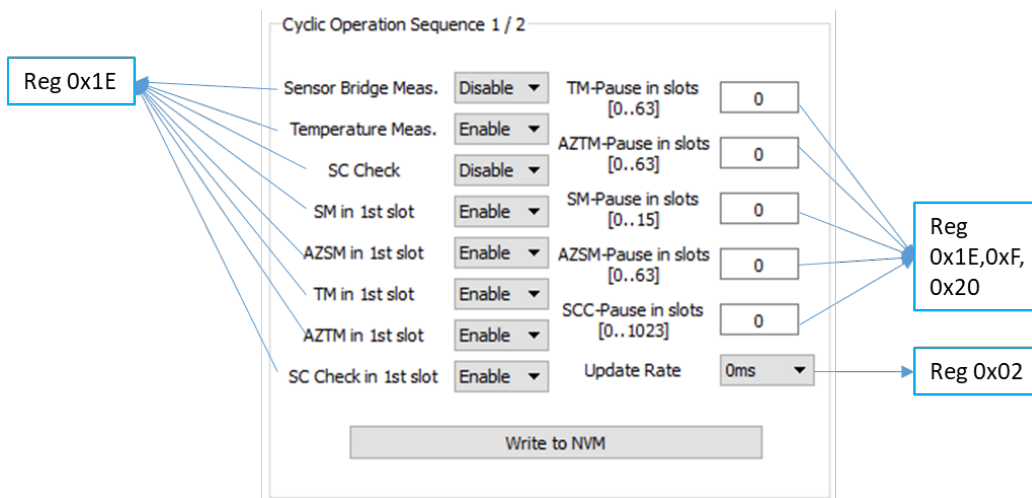 Cyclic Operation Sequence 1 / 2
Reg 0x1E
Sensor Bridge Meas.
Disable
Temperature Meas.
Enable
SC Check
Disable
SM in 1st slot
Enable
AZSM in 1st slot
Enable
TM in 1st slot
Enable
AZTM in 1st slot
Enable
SC Check in 1st slot
Enable
TM-Pause in slots
[0..63]
0
AZTM-Pause in slots
[0..63]
0
SM-Pause in slots
[0..15]
0
AZSM-Pause in slots
[0..63]
0
SCC-Pause in slots
[0..1023]
0
Update Rate
0ms
Reg
0x1E,0xF,
0x20
Reg 0x02
Write to NVM